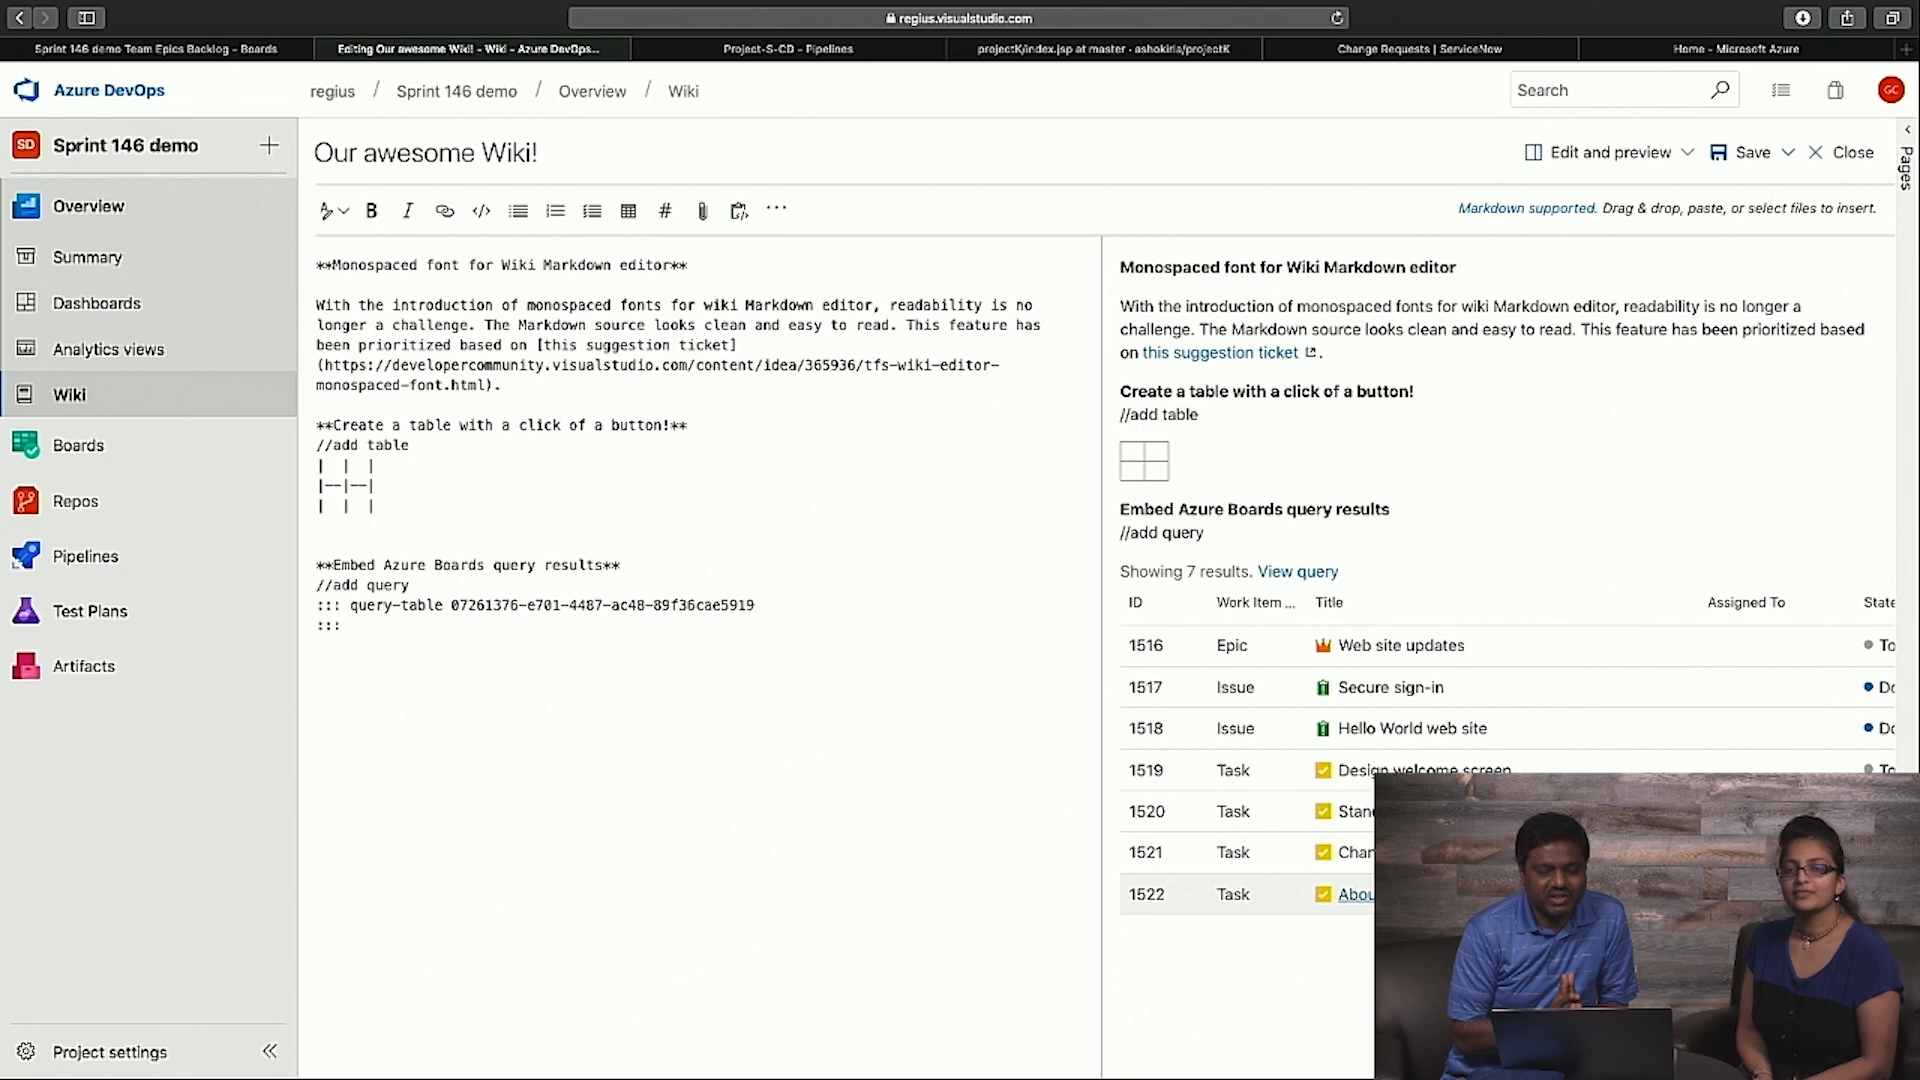 regius.visualstudio.com
Sprint 146 demo Team Epics Backlog - Boards
Editing Our awesome Wiki! - Wiki - Azure DevOps...
Project-S-CD - Pipelines
projectK/index.jsp at master · ashokirla/projectK
Change Requests | ServiceNow
Home - Microsoft Azure
Azure DevOps
regius / Sprint 146 demo / Overview / Wiki
Search
GC
SD Sprint 146 demo
Overview
Summary
Dashboards
Analytics views
Wiki
Boards
Repos
Pipelines
Test Plans
Artifacts
Project settings
Our awesome Wiki!
Edit and preview
Save
Close
Pages
Markdown supported. Drag & drop, paste, or select files to insert.
**Monospaced font for Wiki Markdown editor**
With the introduction of monospaced fonts for wiki Markdown editor, readability is no
longer a challenge. The Markdown source looks clean and easy to read. This feature has
been prioritized based on [this suggestion ticket]
(https://developercommunity.visualstudio.com/content/idea/365936/tfs-wiki-editor-
monospaced-font.html).
**Create a table with a click of a button!**
//add table
| | |
|--|--|
| | |
**Embed Azure Boards query results**
//add query
::: query-table 07261376-e701-4487-ac48-89f36cae5919
:::
Monospaced font for Wiki Markdown editor
With the introduction of monospaced fonts for wiki Markdown editor, readability is no longer a
challenge. The Markdown source looks clean and easy to read. This feature has been prioritized based
on this suggestion ticket.
Create a table with a click of a button!
//add table
Embed Azure Boards query results
//add query
Showing 7 results. View query
ID Work Item ... Title Assigned To State
1516 Epic Web site updates To
1517 Issue Secure sign-in Do
1518 Issue Hello World web site Do
1519 Task Design welcome screen To
1520 Task Stan
1521 Task Chan
1522 Task Abou